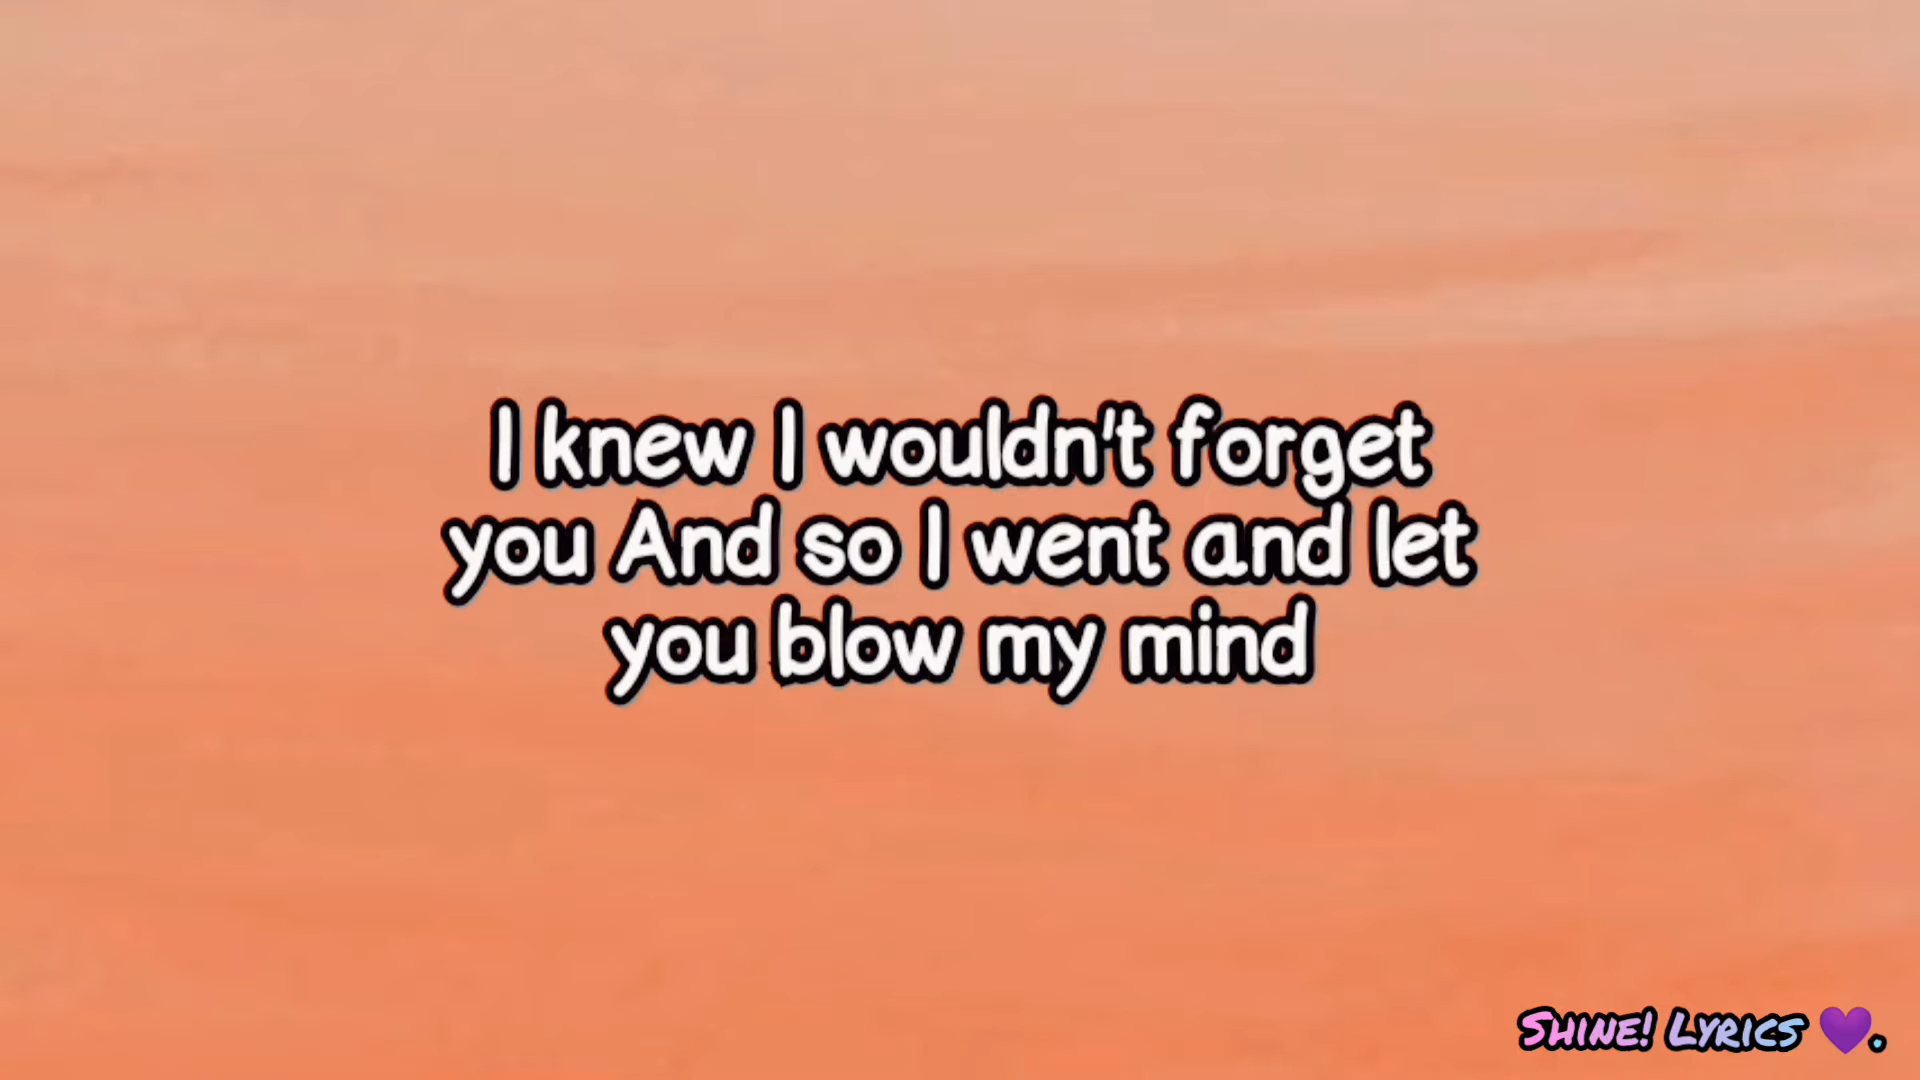 I knew I wouldn't forget
you And so I went and let
you blow my mind
Shine! Lyrics 💜.